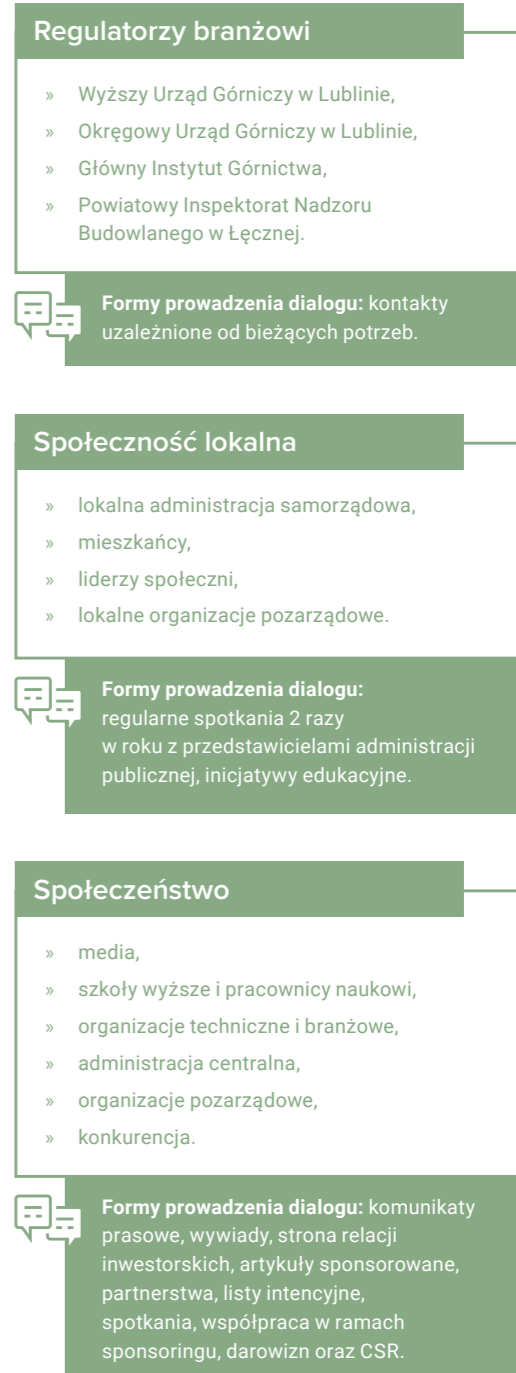 Regulatorzy branżowi
» Wyższy Urząd Górniczy w Lublinie,
» Okręgowy Urząd Górniczy w Lublinie,
» Główny Instytut Górnictwa,
» Powiatowy Inspektorat Nadzoru
Budowlanego w Łęcznej.
Formy prowadzenia dialogu: kontakty
uzależnione od bieżących potrzeb.
Społeczność lokalna
» lokalna administracja samorządowa,
» mieszkańcy,
» liderzy społeczni,
» lokalne organizacje pozarządowe.
Formy prowadzenia dialogu:
regularne spotkania 2 razy
w roku z przedstawicielami administracji
publicznej, inicjatywy edukacyjne.
Społeczeństwo
» media,
» szkoły wyższe i pracownicy naukowi,
» organizacje techniczne i branżowe,
» administracja centralna,
» organizacje pozarządowe,
» konkurencja.
Formy prowadzenia dialogu: komunikaty
prasowe, wywiady, strona relacji
inwestorskich, artykuły sponsorowane,
partnerstwa, listy intencyjne,
spotkania, współpraca w ramach
sponsoringu, darowizn oraz CSR.